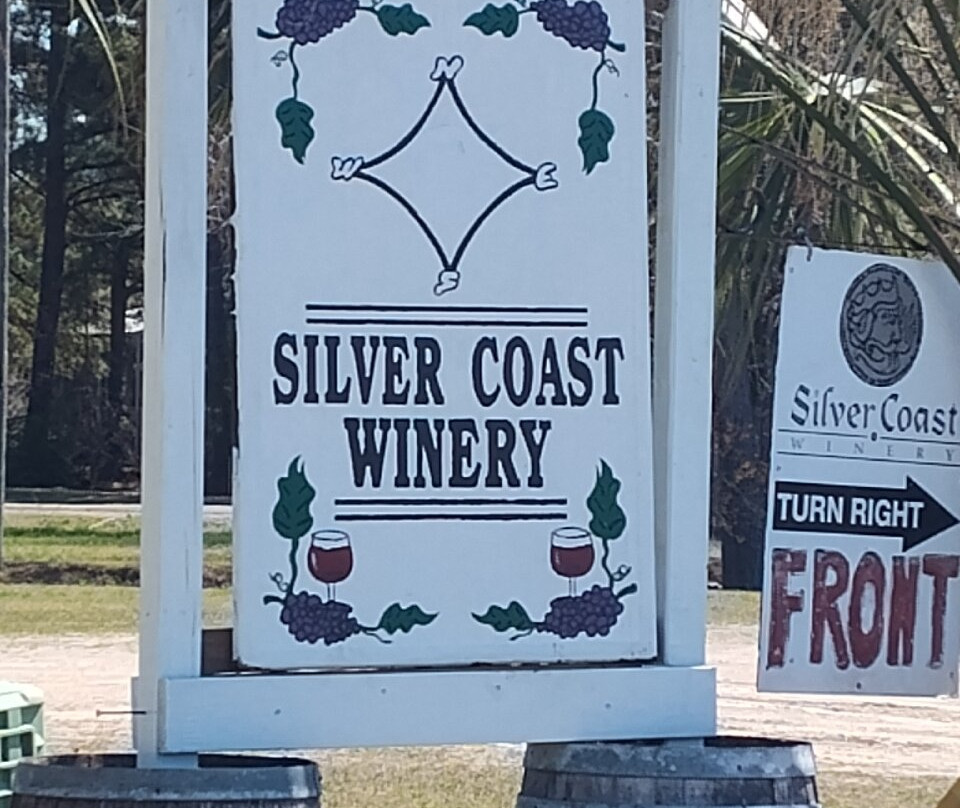 N
W E
S
SILVER COAST
WINERY
Silver Coast
WINERY
TURN RIGHT
FRONT